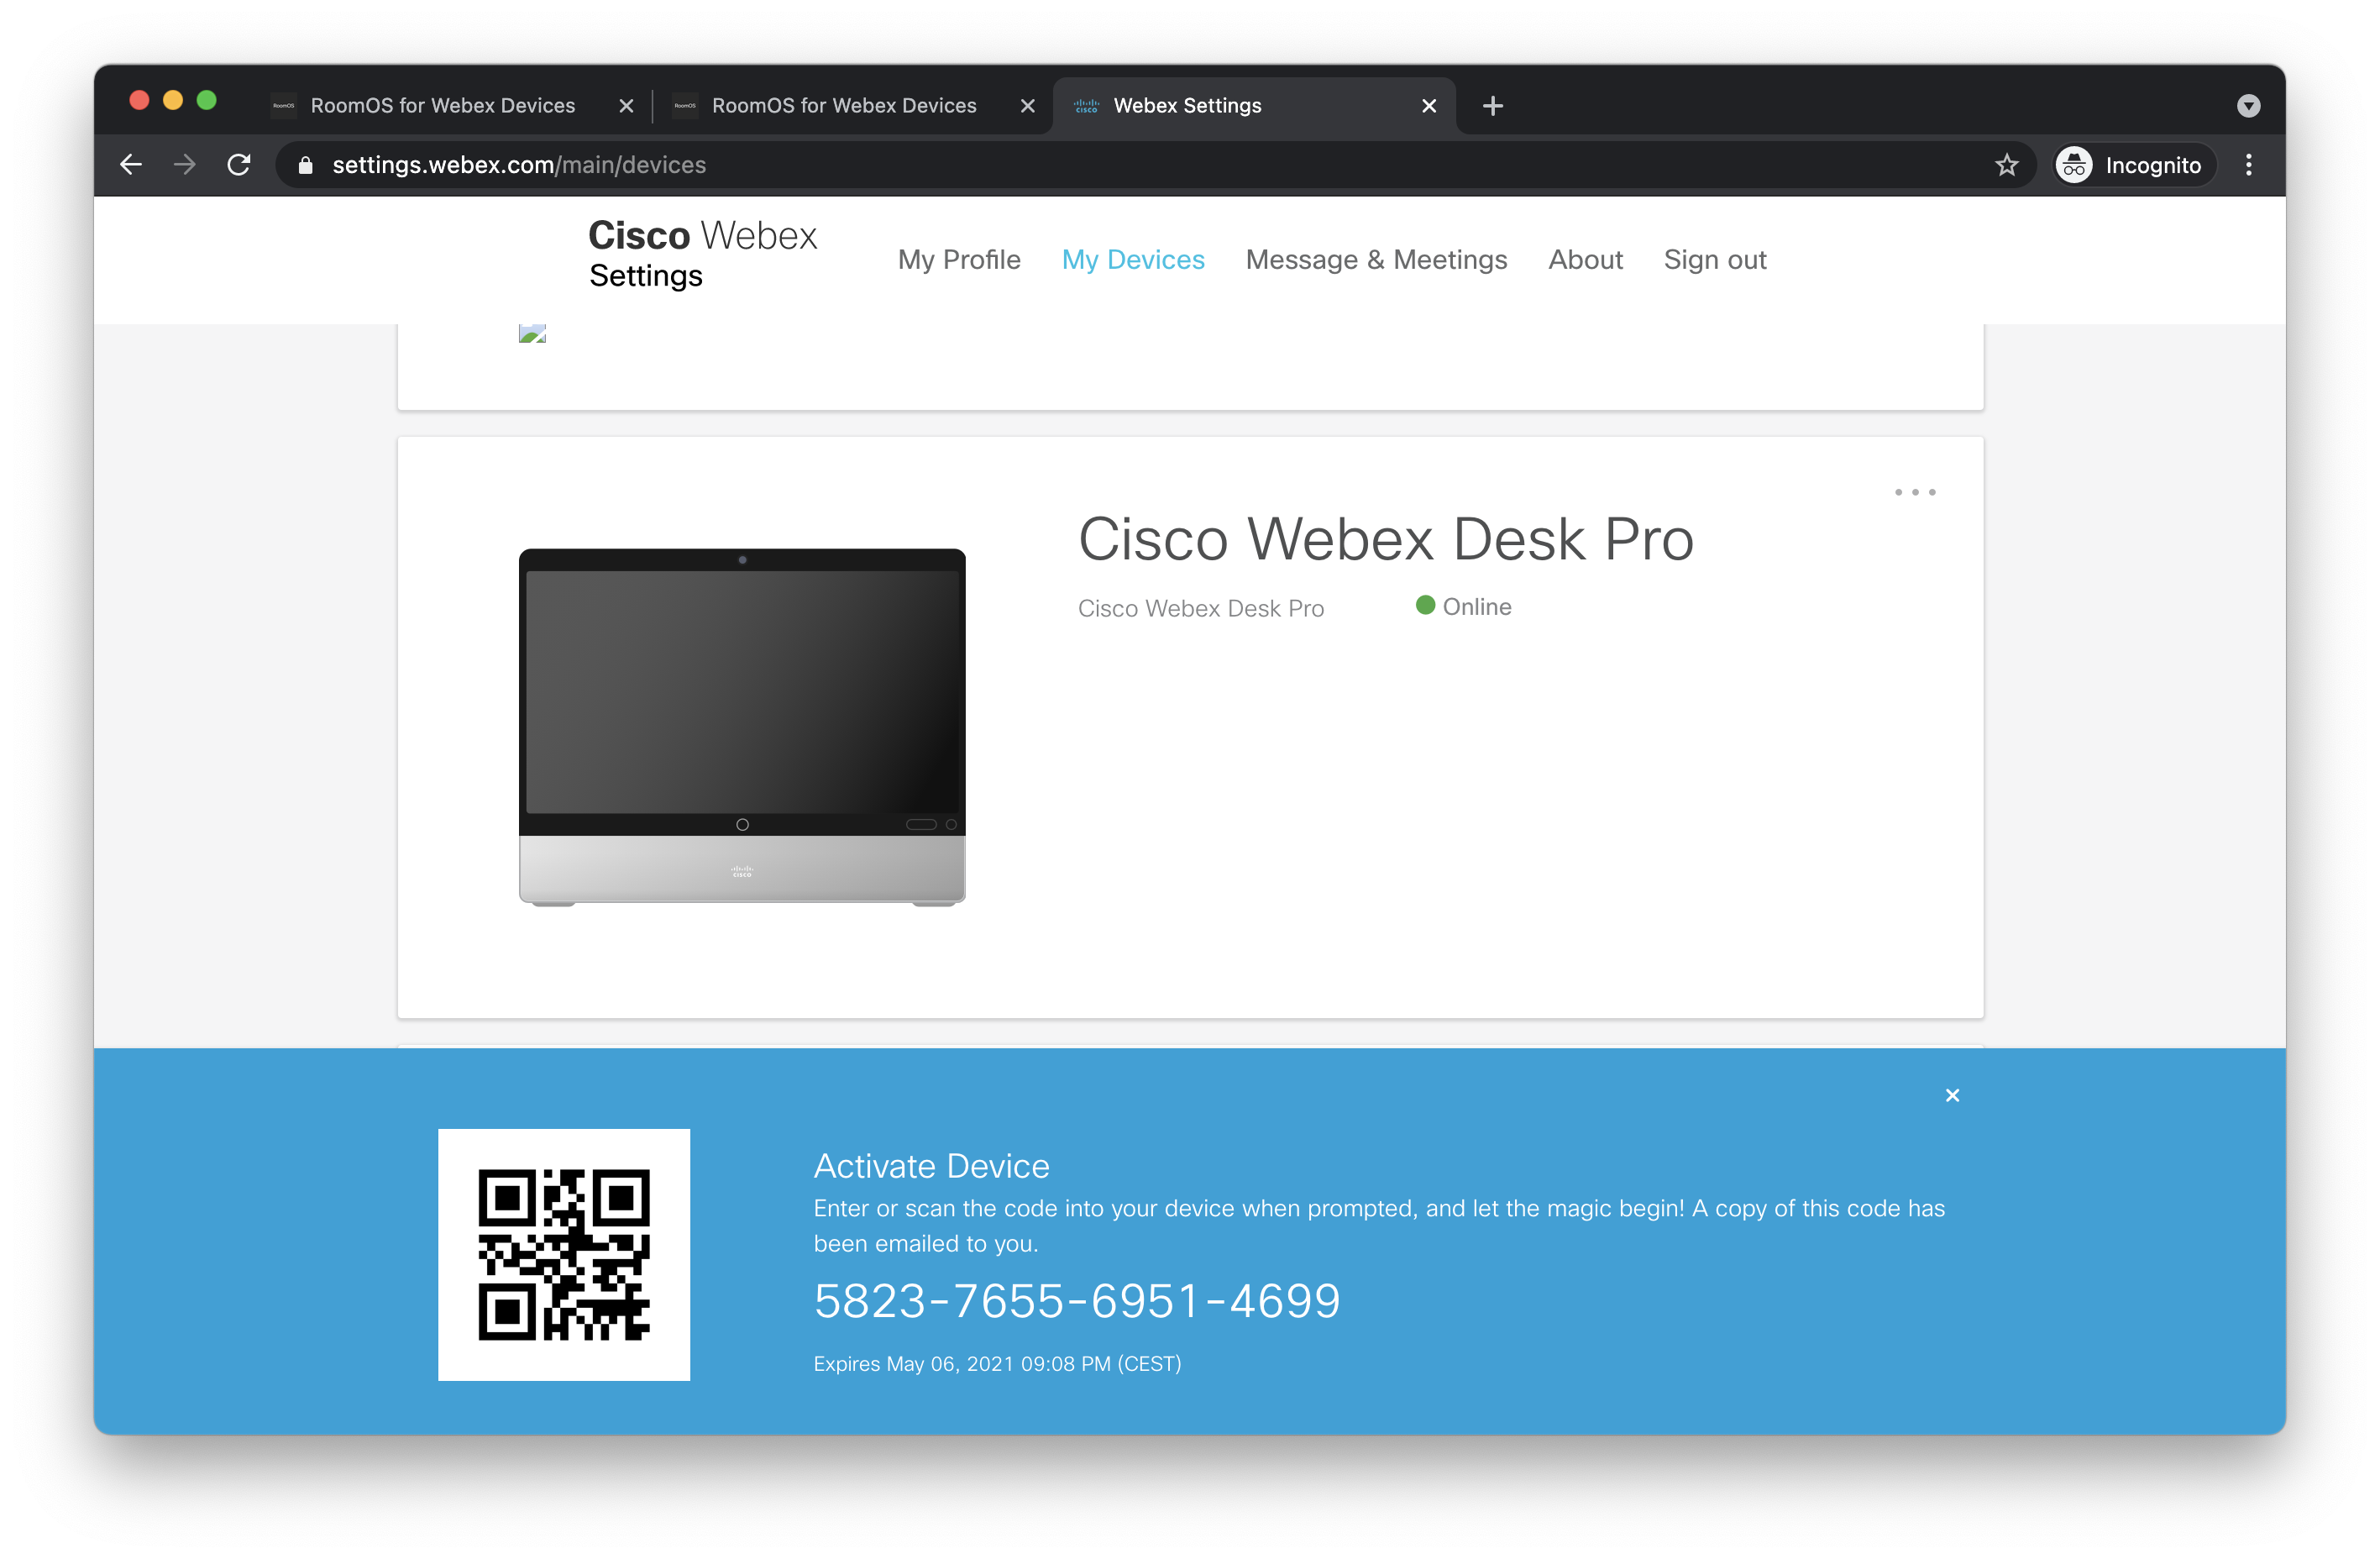 RoomOS for Webex Devices
RoomOS for Webex Devices
Webex Settings
settings.webex.com/main/devices
Incognito
Cisco Webex
Settings
My Profile
My Devices
Message & Meetings
About
Sign out
Cisco Webex Desk Pro
Cisco Webex Desk Pro
Online
CISCO
Activate Device
Enter or scan the code into your device when prompted, and let the magic begin! A copy of this code has
been emailed to you.
5823-7655-6951-4699
Expires May 06, 2021 09:08 PM (CEST)